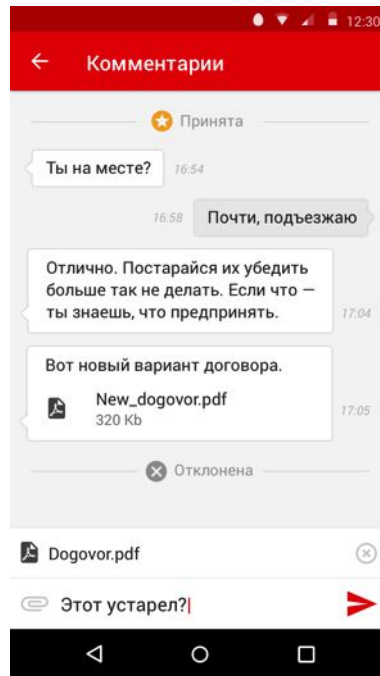 12:30
Комментарии
Принята
Ты на месте? 16:54
16:58 Почти, подъезжаю
Отлично. Постарайся их убедить
больше так не делать. Если что —
ты знаешь, что предпринять. 17:04
Вот новый вариант договора.
New_dogovor.pdf
320 Kb 17:05
Отклонена
Dogovor.pdf
Этот устарел?